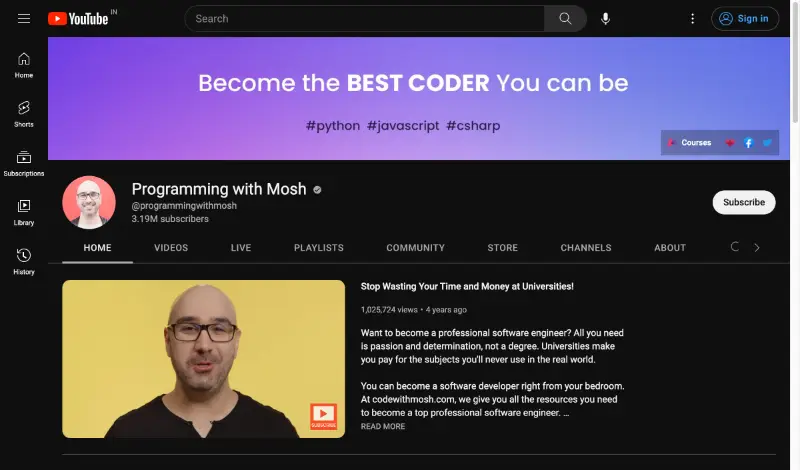 YouTube IN
Search
Sign in
Home
Shorts
Subscriptions
Library
History
Become the BEST CODER You can be
#python #javascript #csharp
Courses
Programming with Mosh
@programmingwithmosh
3.19M subscribers
Subscribe
HOME VIDEOS LIVE PLAYLISTS COMMUNITY STORE CHANNELS ABOUT
SUBSCRIBE
Stop Wasting Your Time and Money at Universities!
1,025,724 views • 4 years ago
Want to become a professional software engineer? All you need
is passion and determination, not a degree. Universities make
you pay for the subjects you'll never use in the real world.
You can become a software developer right from your bedroom.
At codewithmosh.com, we give you all the resources you need
to become a top professional software engineer. ...
READ MORE